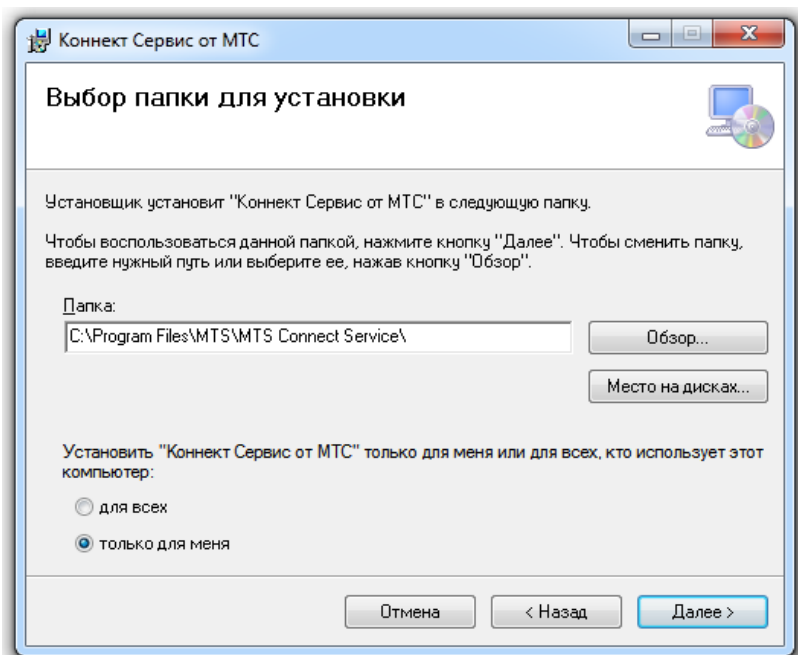 Коннект Сервис от МТС
Выбор папки для установки
Установщик установит "Коннект Сервис от МТС" в следующую папку.
Чтобы воспользоваться данной папкой, нажмите кнопку "Далее". Чтобы сменить папку,
введите нужный путь или выберите ее, нажав кнопку "Обзор".
Папка:
C:\Program Files\MTS\MTS Connect Service\
Обзор...
Место на дисках...
Установить "Коннект Сервис от МТС" только для меня или для всех, кто использует этот
компьютер:
для всех
только для меня
Отмена
< Назад
Далее >